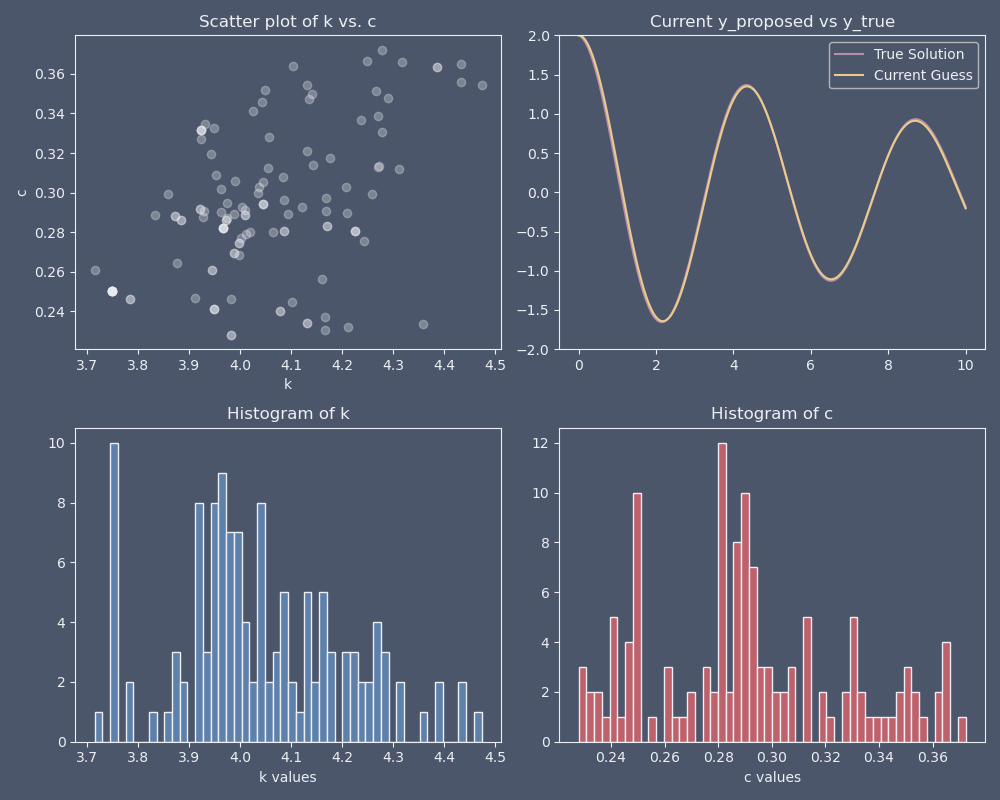 Scatter plot of k vs. c
c
0.36
0.34
0.32
0.30
0.28
0.26
0.24
3.7 3.8 3.9 4.0 4.1 4.2 4.3 4.4 4.5
k
Current y_proposed vs y_true
True Solution
Current Guess
2.0
1.5
1.0
0.5
0.0
−0.5
−1.0
−1.5
−2.0
0 2 4 6 8 10
Histogram of k
10
8
6
4
2
0
3.7 3.8 3.9 4.0 4.1 4.2 4.3 4.4 4.5
k values
Histogram of c
12
10
8
6
4
2
0
0.24 0.26 0.28 0.30 0.32 0.34 0.36
c values